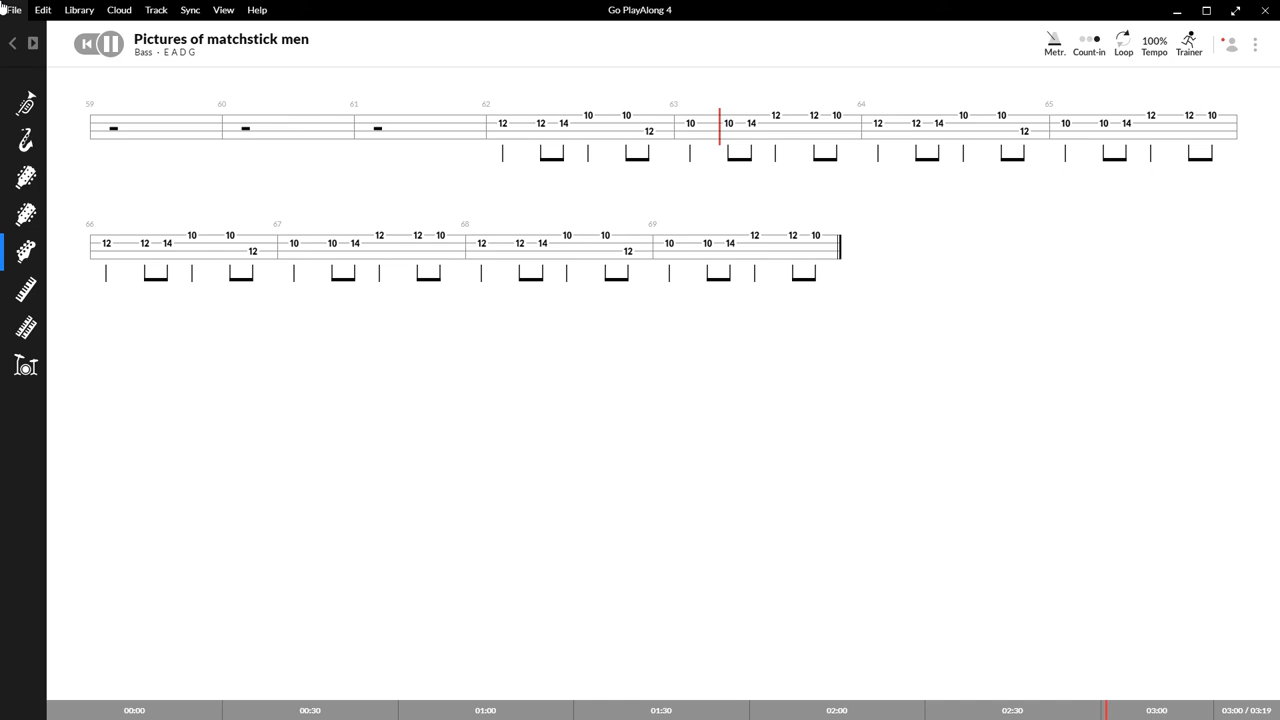 File Edit Library Cloud Track Sync View Help Go PlayAlong 4
Pictures of matchstick men
Bass · E A D G
100%
Metr. Count-in Loop Tempo Trainer
59 60 61 62 63 64 65
10 10 12 12 10 10 10 12 12 10
12 12 14 10 10 14 12 12 14 10 10 14
12 12
66 67 68 69
10 10 12 12 10 10 10 12 12 10
12 12 14 10 10 14 12 12 14 10 10 14
12 12
00:00 00:30 01:00 01:30 02:00 02:30 03:00 03:00 / 03:19